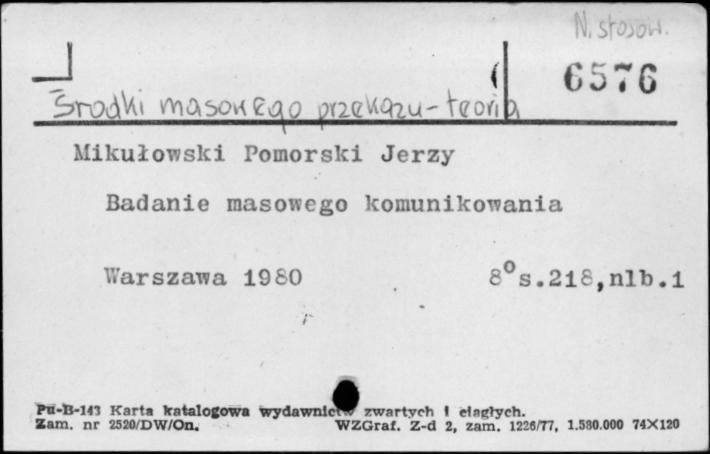 N. stosow.
6576
Środki masowego przekazu - teoria
Mikułowski Pomorski Jerzy
Badanie masowego komunikowania
Warszawa 1980 8° s.218,nlb.1
Pu-B-143 Karta katalogowa wydawnictw zwartych i ciągłych.
Zam. nr 2520/DW/On. WZGraf. Z-d 2, zam. 1226/77, 1.580.000 74X120